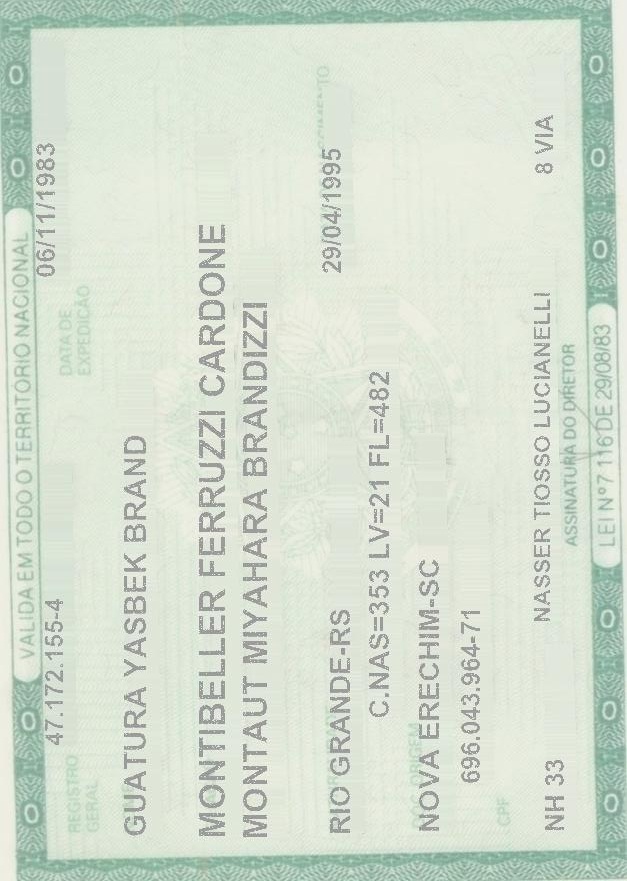 VALIDA EM TODO O TERRITORIO NACIONAL
REGISTRO GERAL 47.172.155-4 DATA DE EXPEDIÇÃO 06/11/1983
GUATURA YASBEK BRAND
MONTIBELLER FERRUZZI CARDONE
MONTAUT MIYAHARA BRANDIZZI
RIO GRANDE-RS 29/04/1995
C.NAS=353 LV=21 FL=482
NOVA ERECHIM-SC
CPF 696.043.964-71
NH 33 NASSER TIOSSO LUCIANELLI 8 VIA
ASSINATURA DO DIRETOR
LEI Nº7 116 DE 29/08/83